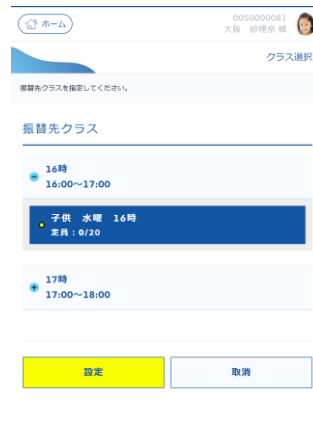 ホーム
0050000081
大阪 紗理奈 様
クラス選択
振替先クラスを指定してください。
振替先クラス
16時
16:00～17:00
子供 水曜 16時
定員：0/20
17時
17:00～18:00
設定
取消